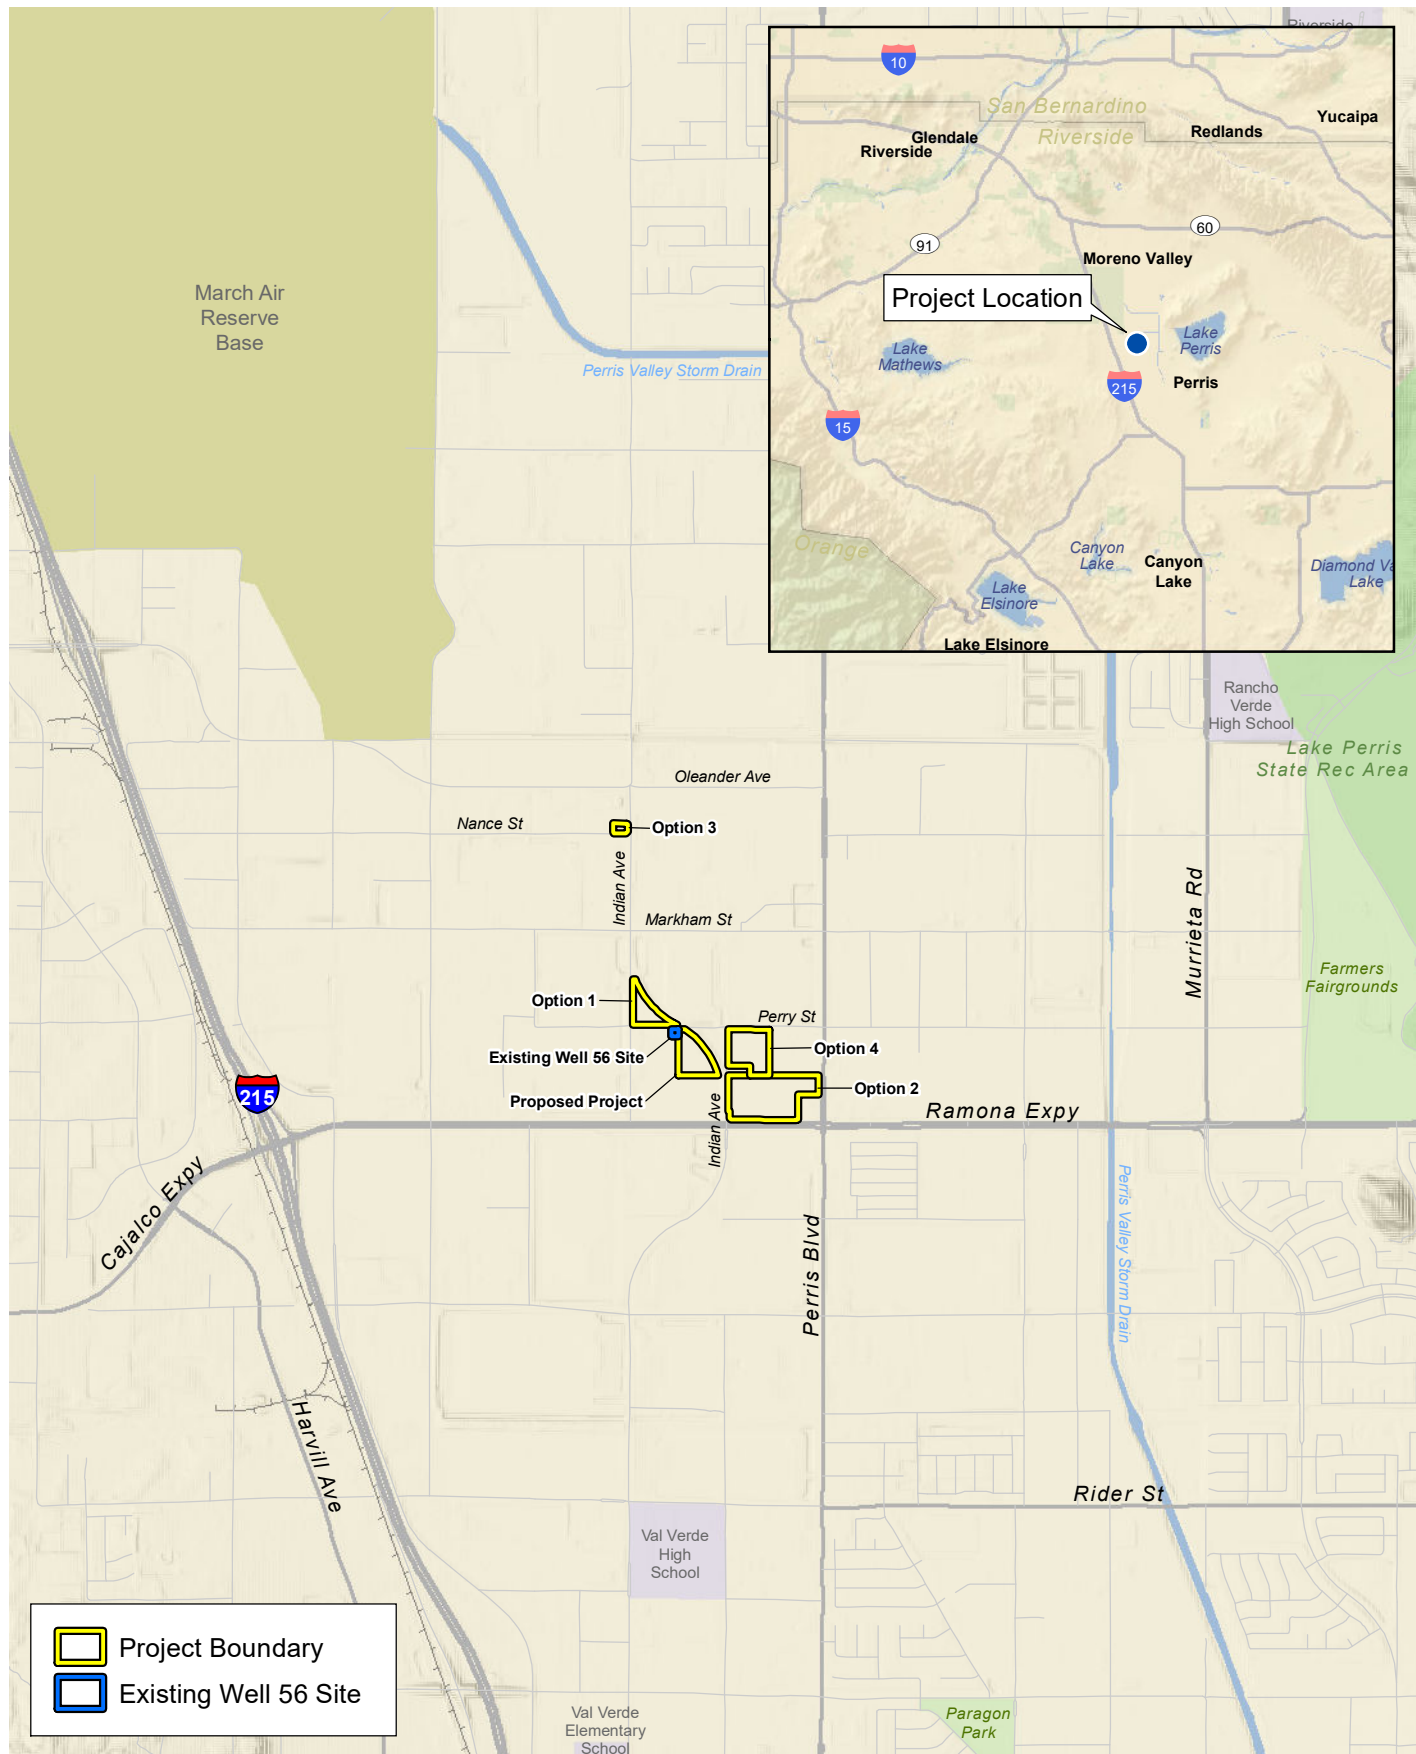 Riverside
10
San Bernardino
Riverside
Yucaipa
Redlands
Glendale
Riverside
60
91
Moreno Valley
Project Location
Lake
Perris
Lake
Mathews
Perris
215
15
Orange
Canyon
Lake
Canyon
Lake
Diamond Va
Lake
Lake
Elsinore
Lake Elsinore
March Air
Reserve
Base
Perris Valley Storm Drain
Rancho
Verde
High School
Lake Perris
State Rec Area
Oleander Ave
Nance St
Option 3
Indian Ave
Markham St
Murrieta Rd
Farmers
Fairgrounds
Option 1
Perry St
Existing Well 56 Site
Option 4
Option 2
Proposed Project
215
Ramona Expy
Indian Ave
Cajalco Expy
Perris Valley Storm Drain
Perris Blvd
Harvill Ave
Rider St
Val Verde
High
School
Project Boundary
Existing Well 56 Site
Val Verde
Elementary
School
Paragon
Park